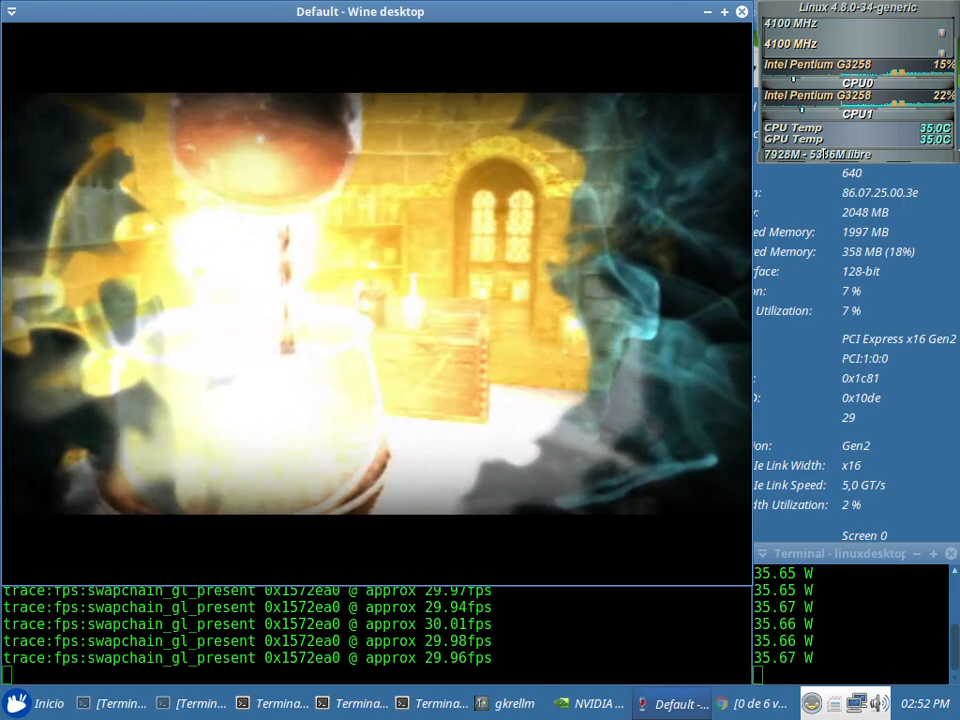 Default - Wine desktop
Linux 4.8.0-34-generic
4100 MHz
4100 MHz
Intel Pentium G3258 15%
CPU0
Intel Pentium G3258 22%
CPU1
CPU Temp 35,0C
GPU Temp 35,0C
7928M - libre
640
86.07.25.00.3e
2048 MB
ed Memory: 1997 MB
ed Memory: 358 MB (18%)
face: 128-bit
on: 7 %
Utilization: 7 %
PCI Express x16 Gen2
PCI:1:0:0
0x1c81
D: 0x10de
29
ion: Gen2
Ie Link Width: x16
Ie Link Speed: 5,0 GT/s
dth Utilization: 2 %
Screen 0
Terminal - linuxdesktop
trace:fps:swapchain_gl_present 0x1572ea0 @ approx 29.97fps
trace:fps:swapchain_gl_present 0x1572ea0 @ approx 29.94fps
trace:fps:swapchain_gl_present 0x1572ea0 @ approx 30.01fps
trace:fps:swapchain_gl_present 0x1572ea0 @ approx 29.98fps
trace:fps:swapchain_gl_present 0x1572ea0 @ approx 29.96fps
35.65 W
35.65 W
35.67 W
35.66 W
35.66 W
35.67 W
Inicio [Termin... [Termin... Termina... Termina... Termina... gkrellm NVIDIA ... Default -... [0 de 6 v... 02:52 PM